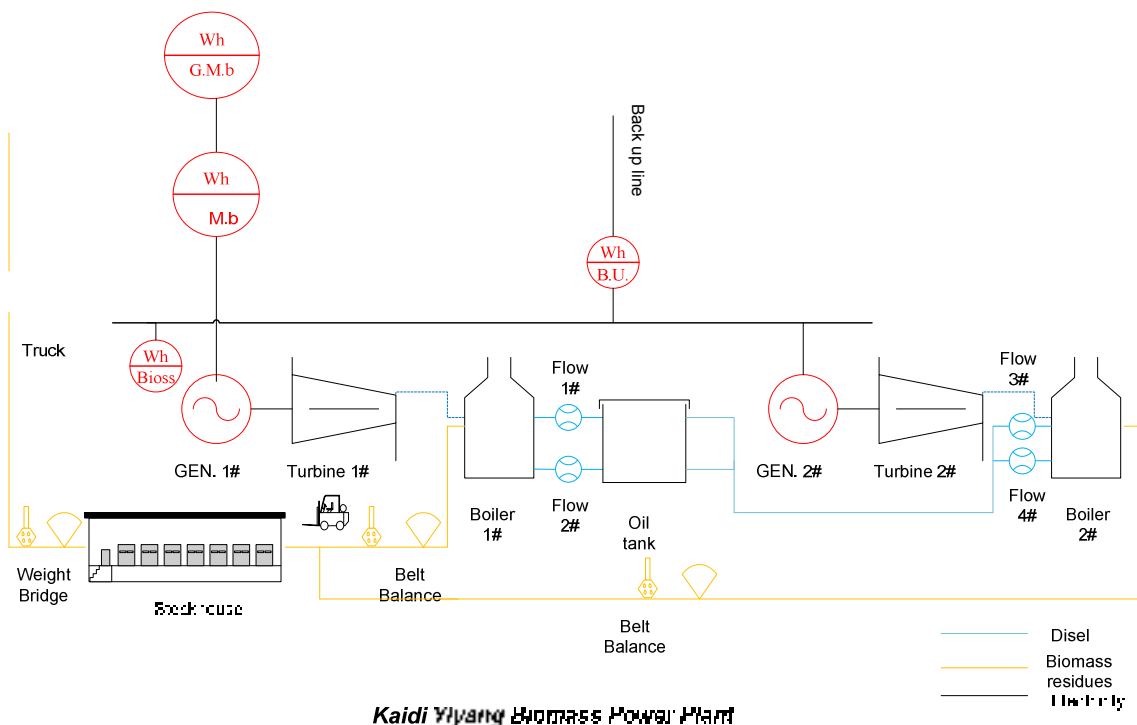 Wh
G.M.b
Wh
M.b
Back up line
Wh
B.U.
Truck
Wh
Bioss
Flow
1#
Flow
3#
GEN. 1#
Turbine 1#
GEN. 2#
Turbine 2#
Boiler
1#
Flow
2#
Oil
tank
Flow
4#
Boiler
2#
Weight
Bridge
Belt
Balance
Belt
Balance
Disel
Biomass
residues
Kaidi Yiyang Biomass Power Plant